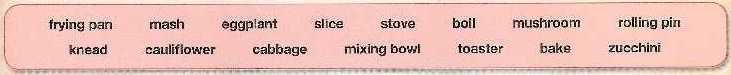 frying pan mash eggplant slice stove boil mushroom rolling pin
knead cauliflower cabbage mixing bowl toaster bake zucchini